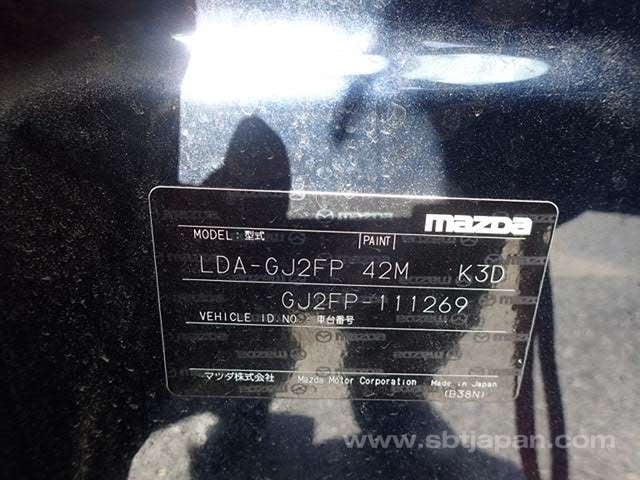 mazda
MODEL: 型式 PAINT
LDA-GJ2FP 42M K3D
GJ2FP-111269
VEHICLE ID.NO 車台番号
マツダ株式会社 Mazda Motor Corporation Made in Japan
(B38N)
www.sbtjapan.com